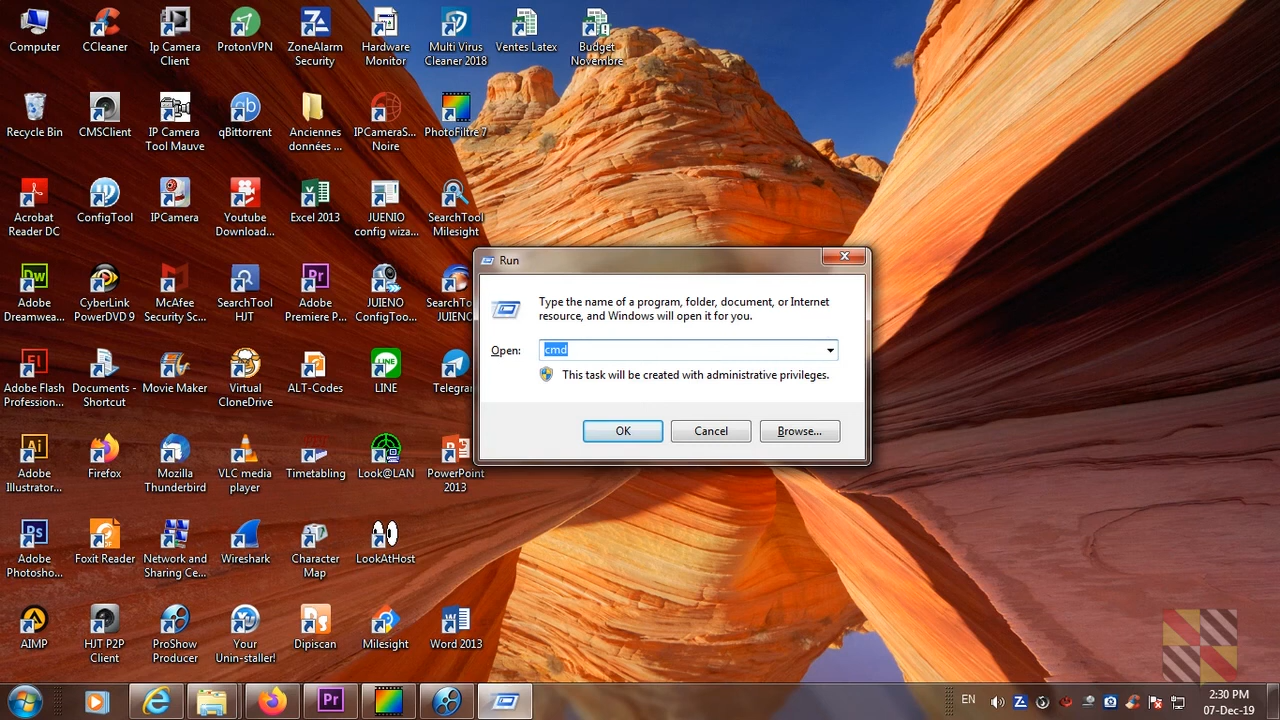 Computer
CCleaner
Ip Camera
Client
ProtonVPN
ZoneAlarm
Security
Hardware
Monitor
Multi Virus
Cleaner 2018
Ventes Latex
Budget
Novembre
Recycle Bin
CMSClient
IP Camera
Tool Mauve
qBittorrent
Anciennes
données ...
IPCameraS...
Noire
PhotoFiltre 7
Acrobat
Reader DC
ConfigTool
IPCamera
Youtube
Download...
Excel 2013
JUENIO
config wiza...
SearchTool
Milesight
Adobe
Dreamwea...
CyberLink
PowerDVD 9
McAfee
Security Sc...
SearchTool
HJT
Adobe
Premiere P...
JUIENO
ConfigToo...
Adobe Flash
Profession...
Documents -
Shortcut
Movie Maker
Virtual
CloneDrive
ALT-Codes
LINE
Adobe
Illustrator...
Firefox
Mozilla
Thunderbird
VLC media
player
Timetabling
Look@LAN
PowerPoint
2013
Adobe
Photosho...
Foxit Reader
Network and
Sharing Ce...
Wireshark
Character
Map
LookAtHost
AIMP
HJT P2P
Client
ProShow
Producer
Your
Unin-staller!
Dipiscan
Milesight
Word 2013
Run
Type the name of a program, folder, document, or Internet
resource, and Windows will open it for you.
Open: cmd
This task will be created with administrative privileges.
OK Cancel Browse...
EN
2:30 PM
07-Dec-19